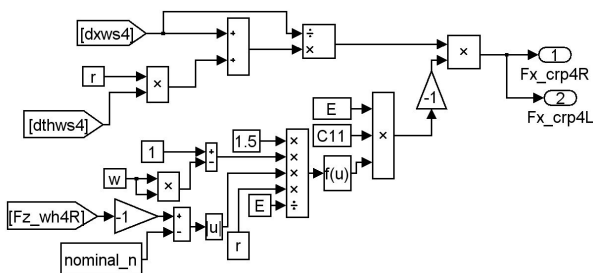 [dxws4]
÷
×
+
+
r
×
[dthws4]
×
1
Fx_crp4R
2
Fx_crp4L
-1
E
C11
×
f(u)
1.5
×
×
×
×
÷
1
+
-
w
×
E
[Fz_wh4R]
-1
+
-
|u|
r
nominal_n